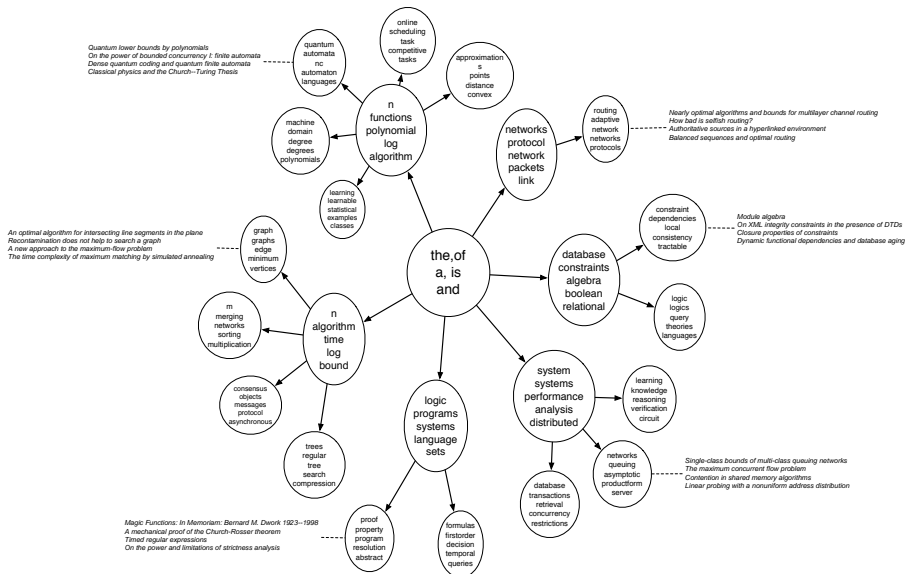 online
scheduling
task
competitive
tasks
quantum
automata
nc
automaton
languages
Quantum lower bounds by polynomials
On the power of bounded concurrency I: finite automata
Dense quantum coding and quantum finite automata
Classical physics and the Church--Turing Thesis
approximation
s
points
distance
convex
n
functions
polynomial
log
algorithm
machine
domain
degree
degrees
polynomials
learning
learnable
statistical
examples
classes
networks
protocol
network
packets
link
routing
adaptive
network
networks
protocols
Nearly optimal algorithms and bounds for multilayer channel routing
How bad is selfish routing?
Authoritative sources in a hyperlinked environment
Balanced sequences and optimal routing
An optimal algorithm for intersecting line segments in the plane
Recontamination does not help to search a graph
A new approach to the maximum-flow problem
The time complexity of maximum matching by simulated annealing
graph
graphs
edge
minimum
vertices
the,of
a, is
and
database
constraints
algebra
boolean
relational
constraint
dependencies
local
consistency
tractable
Module algebra
On XML integrity constraints in the presence of DTDs
Closure properties of constraints
Dynamic functional dependencies and database aging
logic
logics
query
theories
languages
m
merging
networks
sorting
multiplication
n
algorithm
time
log
bound
consensus
objects
messages
protocol
asynchronous
trees
regular
tree
search
compression
logic
programs
systems
language
sets
system
systems
performance
analysis
distributed
learning
knowledge
reasoning
verification
circuit
networks
queuing
asymptotic
productform
server
Single-class bounds of multi-class queuing networks
The maximum concurrent flow problem
Contention in shared memory algorithms
Linear probing with a nonuniform address distribution
database
transactions
retrieval
concurrency
restrictions
Magic Functions: In Memoriam: Bernard M. Dwork 1923--1998
A mechanical proof of the Church-Rosser theorem
Timed regular expressions
On the power and limitations of strictness analysis
proof
property
program
resolution
abstract
formulas
firstorder
decision
temporal
queries